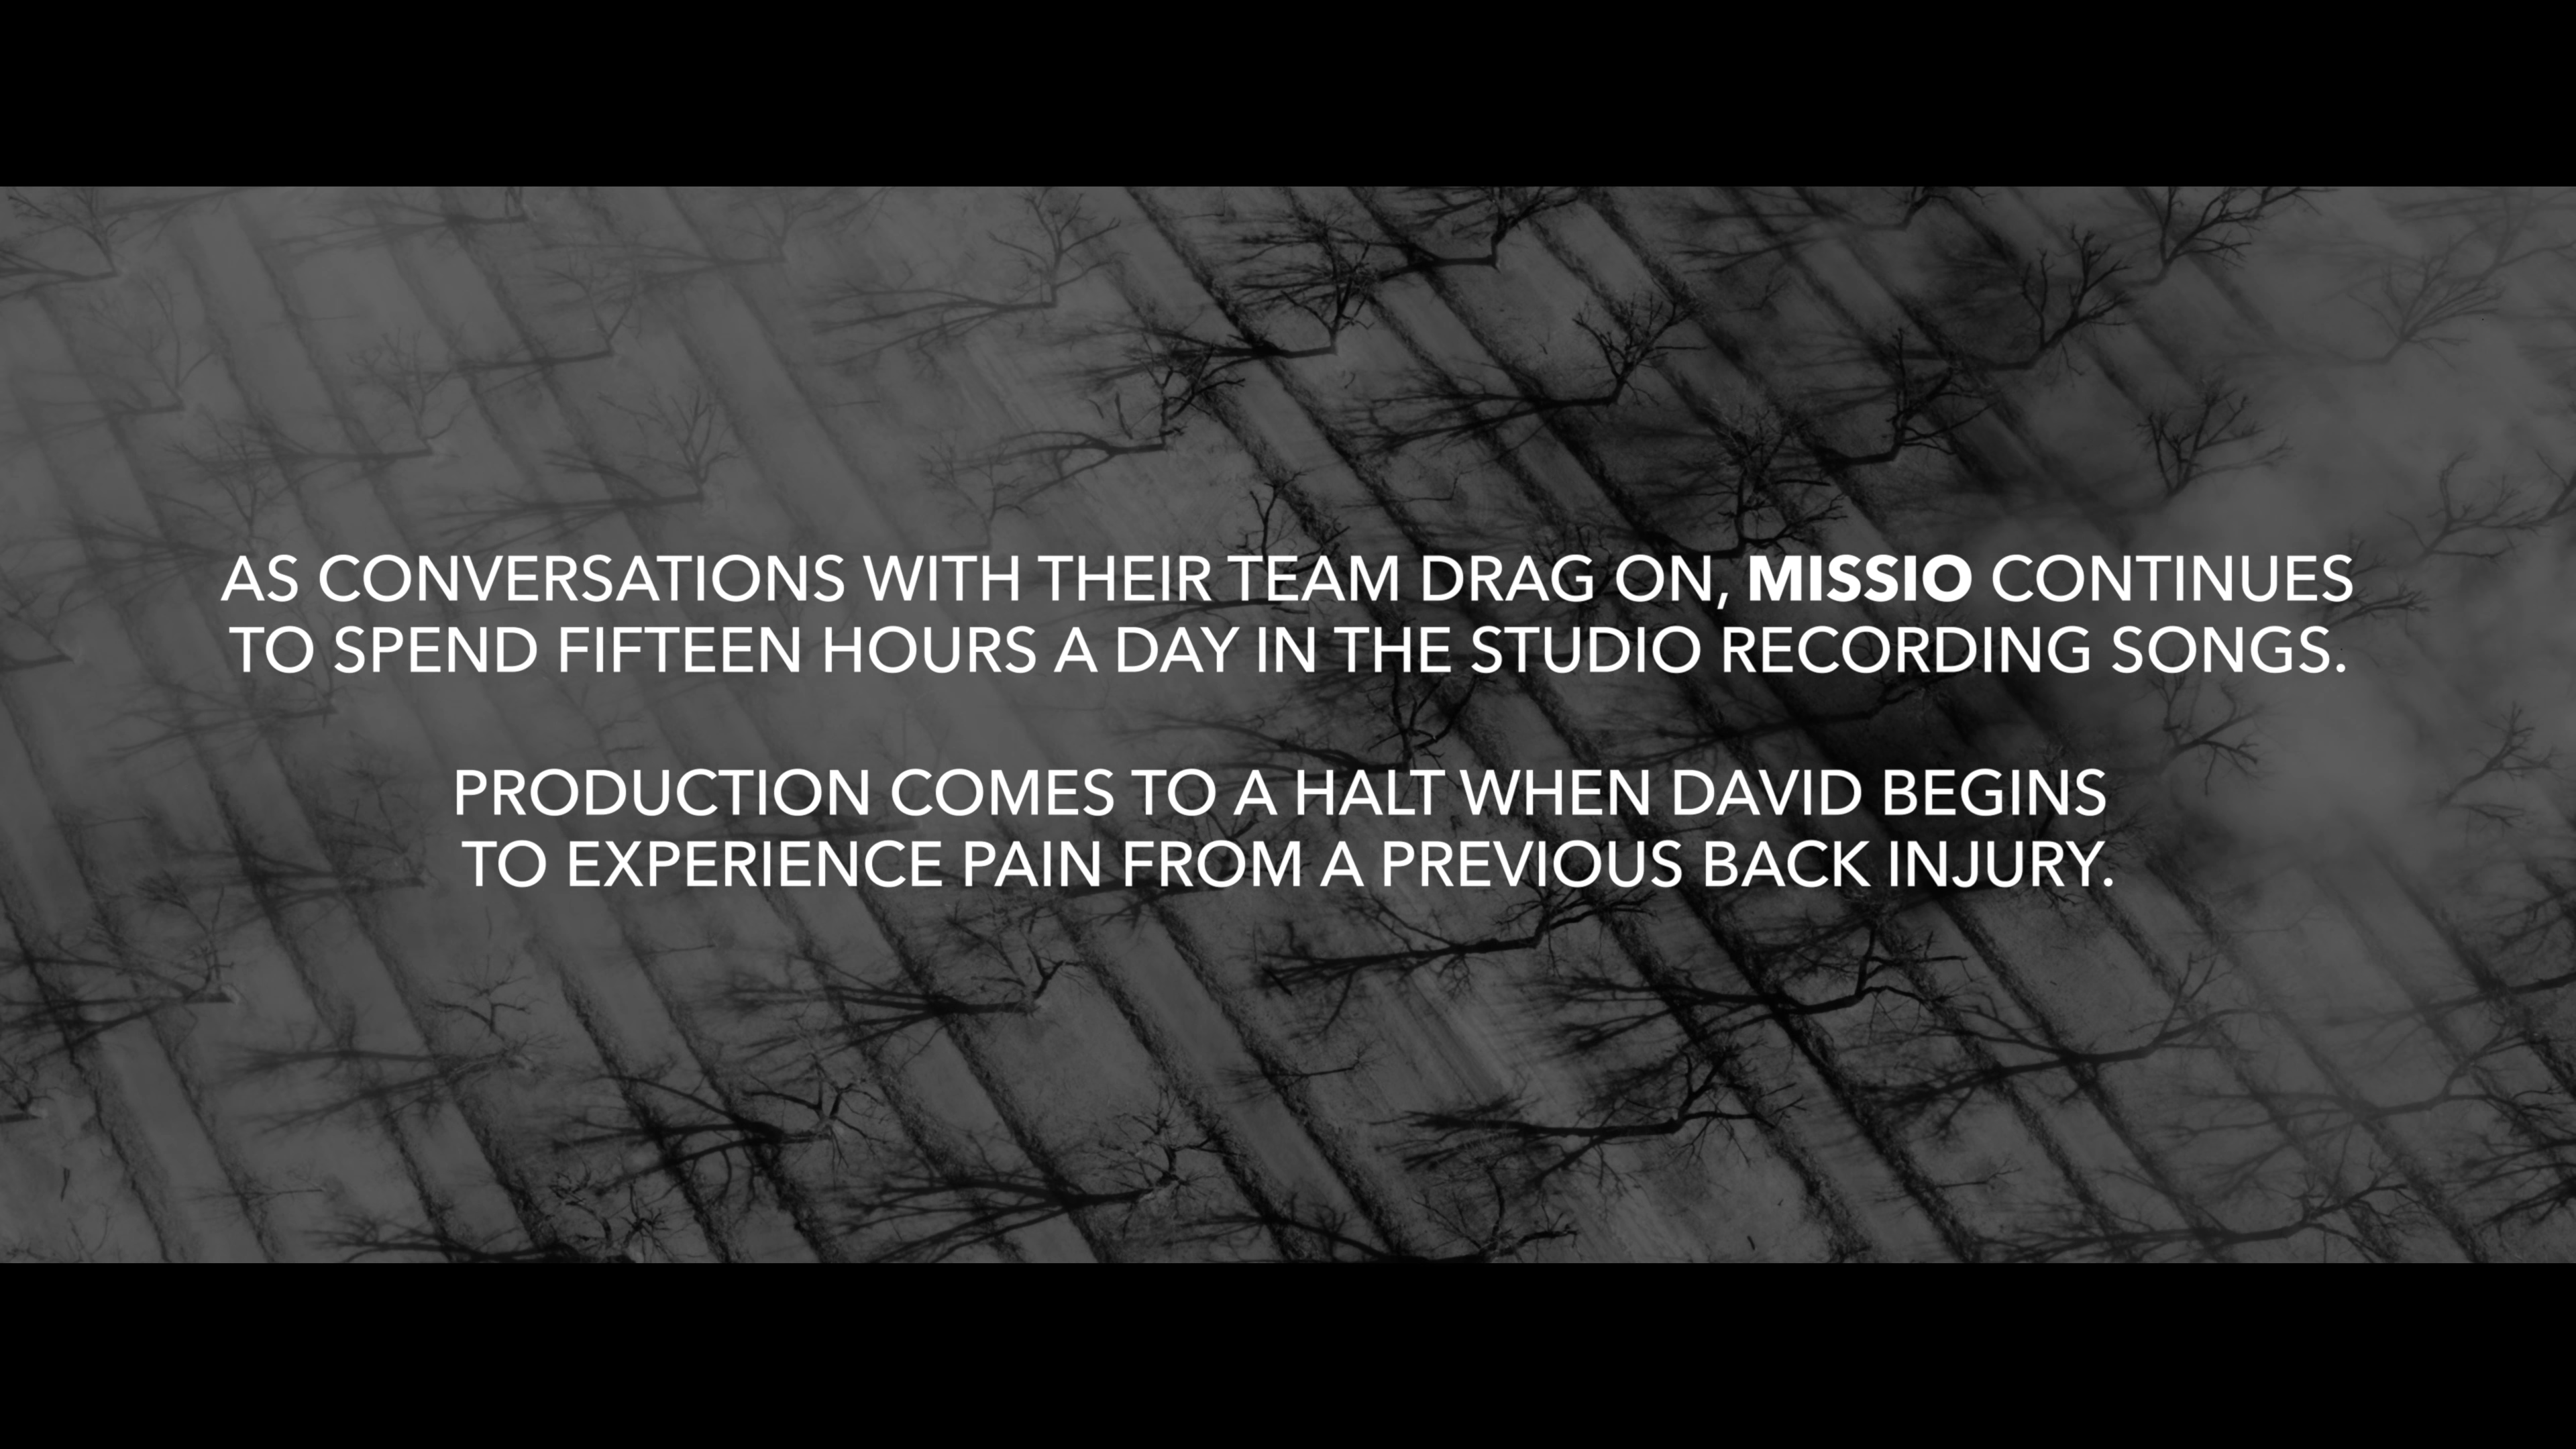 AS CONVERSATIONS WITH THEIR TEAM DRAG ON, MISSIO CONTINUES
TO SPEND FIFTEEN HOURS A DAY IN THE STUDIO RECORDING SONGS.
PRODUCTION COMES TO A HALT WHEN DAVID BEGINS
TO EXPERIENCE PAIN FROM A PREVIOUS BACK INJURY.